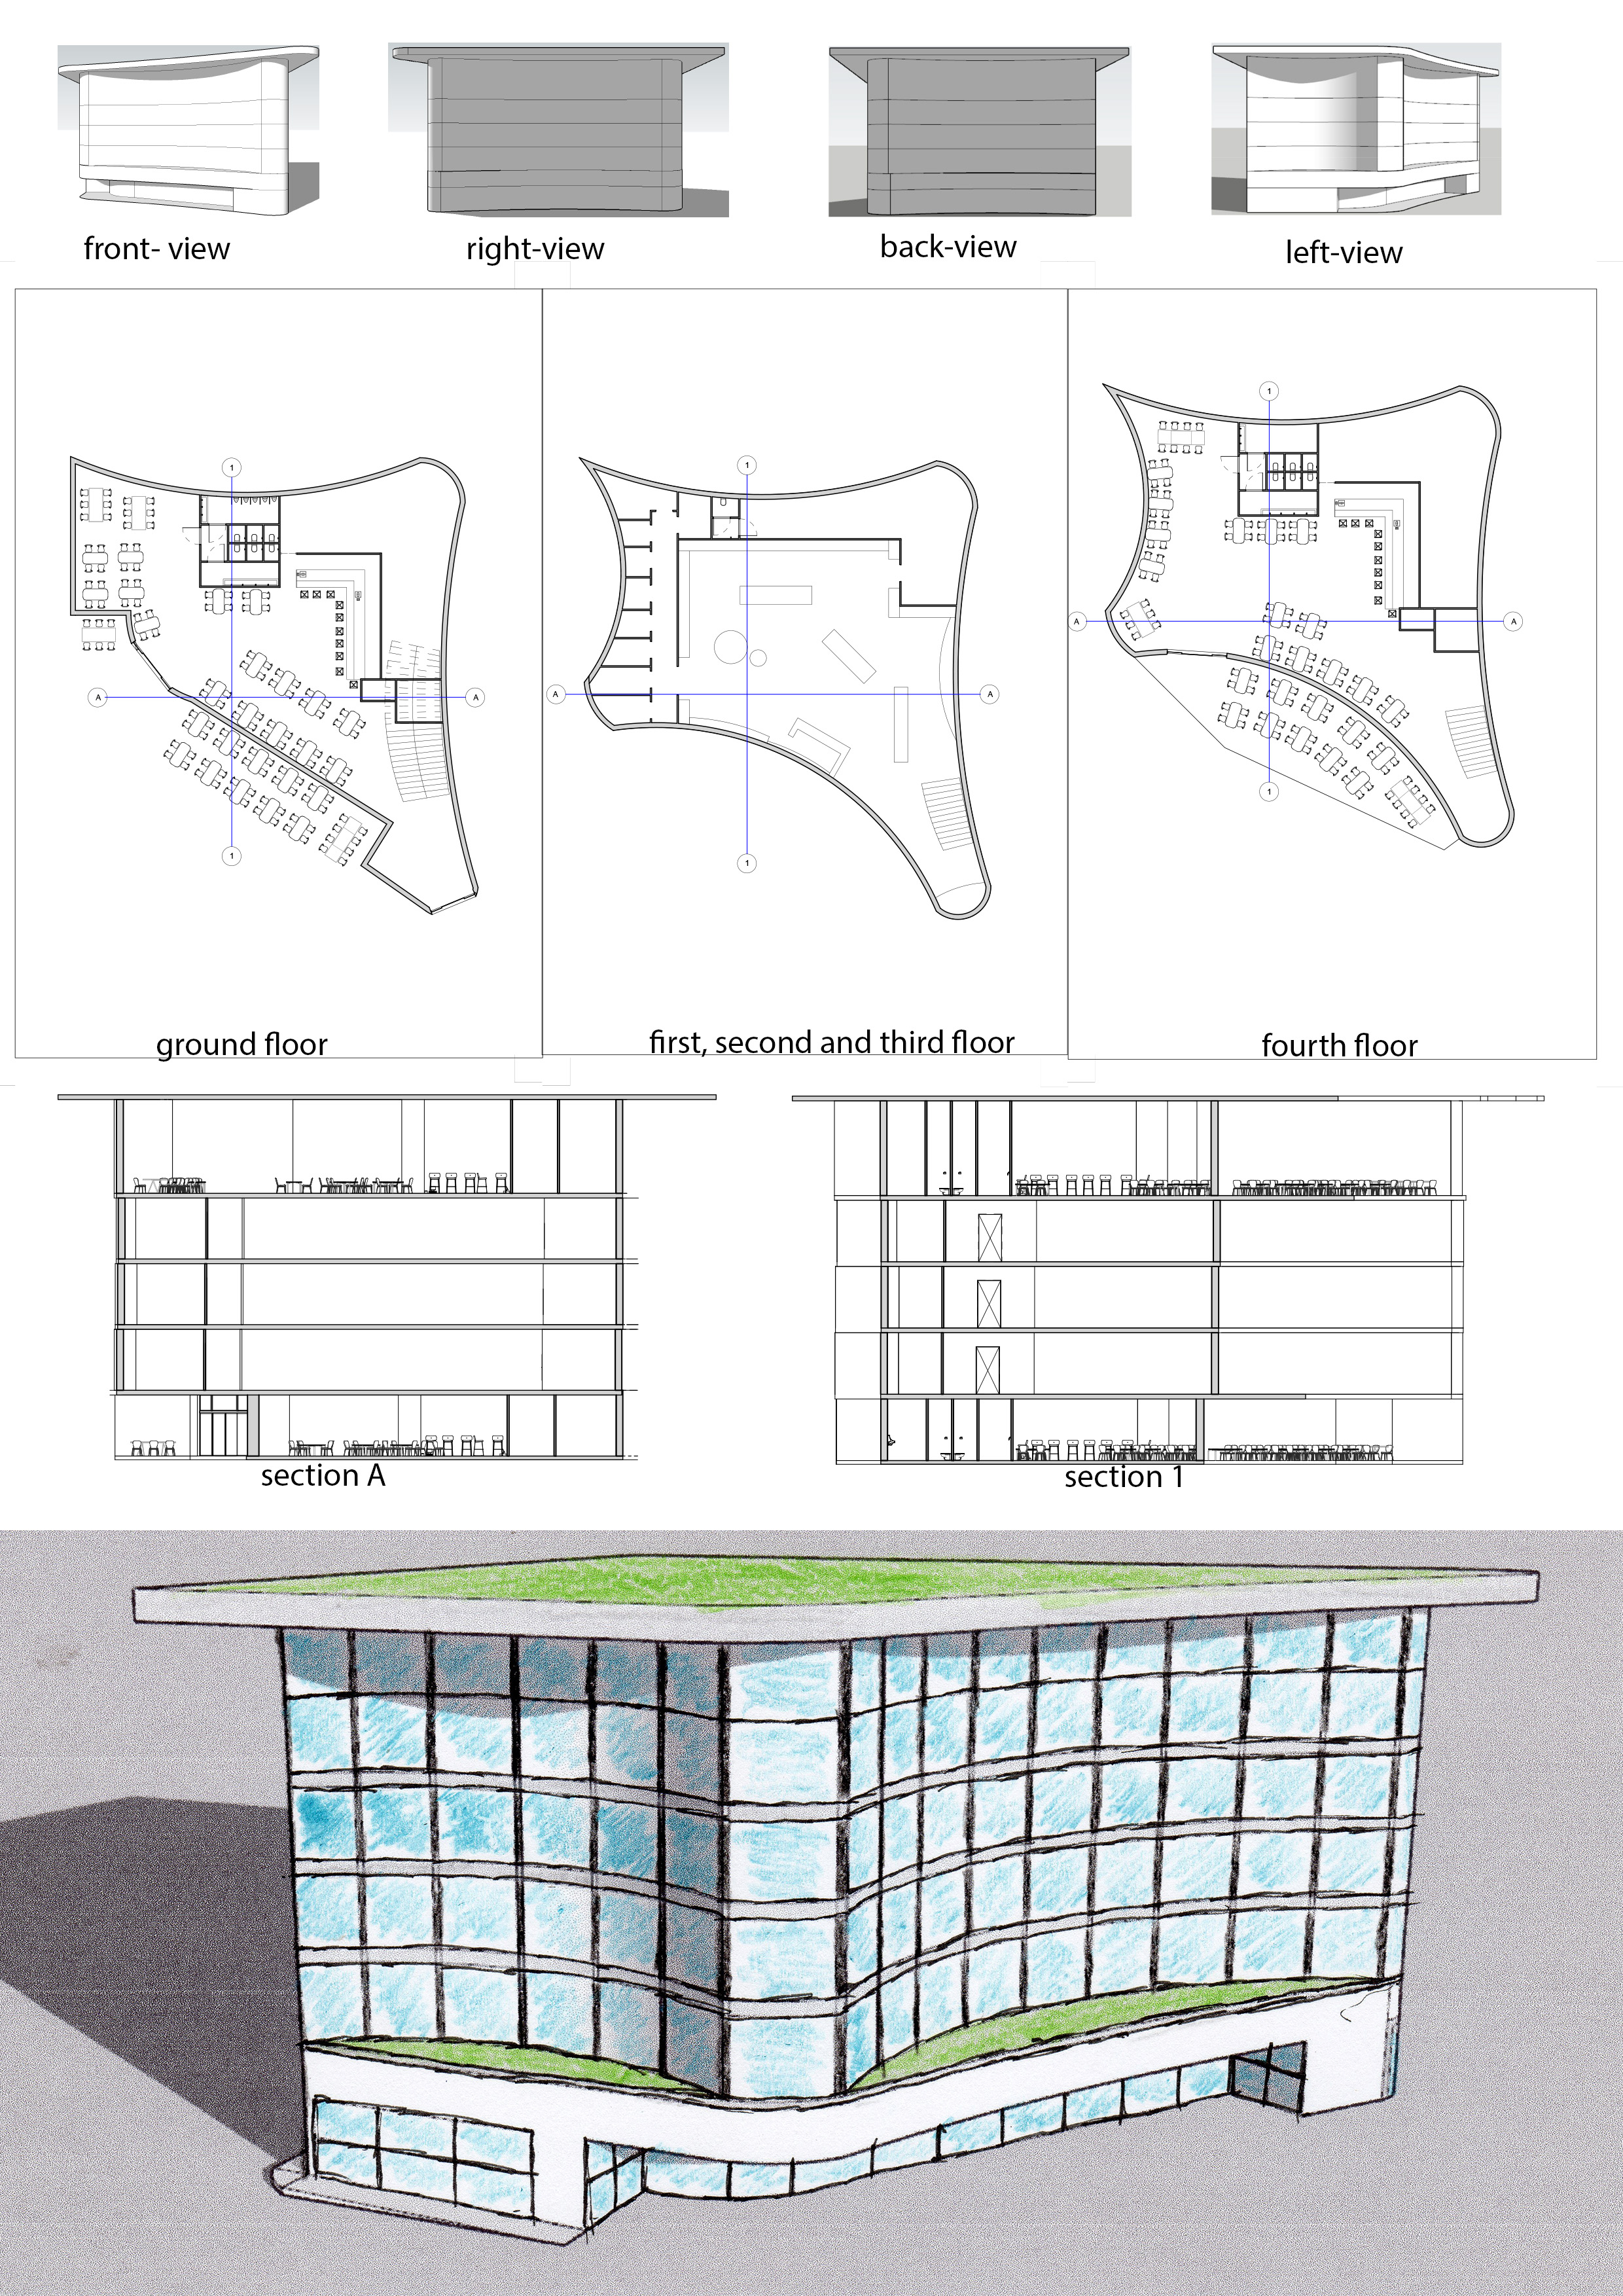 front- view
right-view
back-view
left-view
1
1
1
A
A
A
A
A
A
1
1
1
ground floor
first, second and third floor
fourth floor
section A
section 1